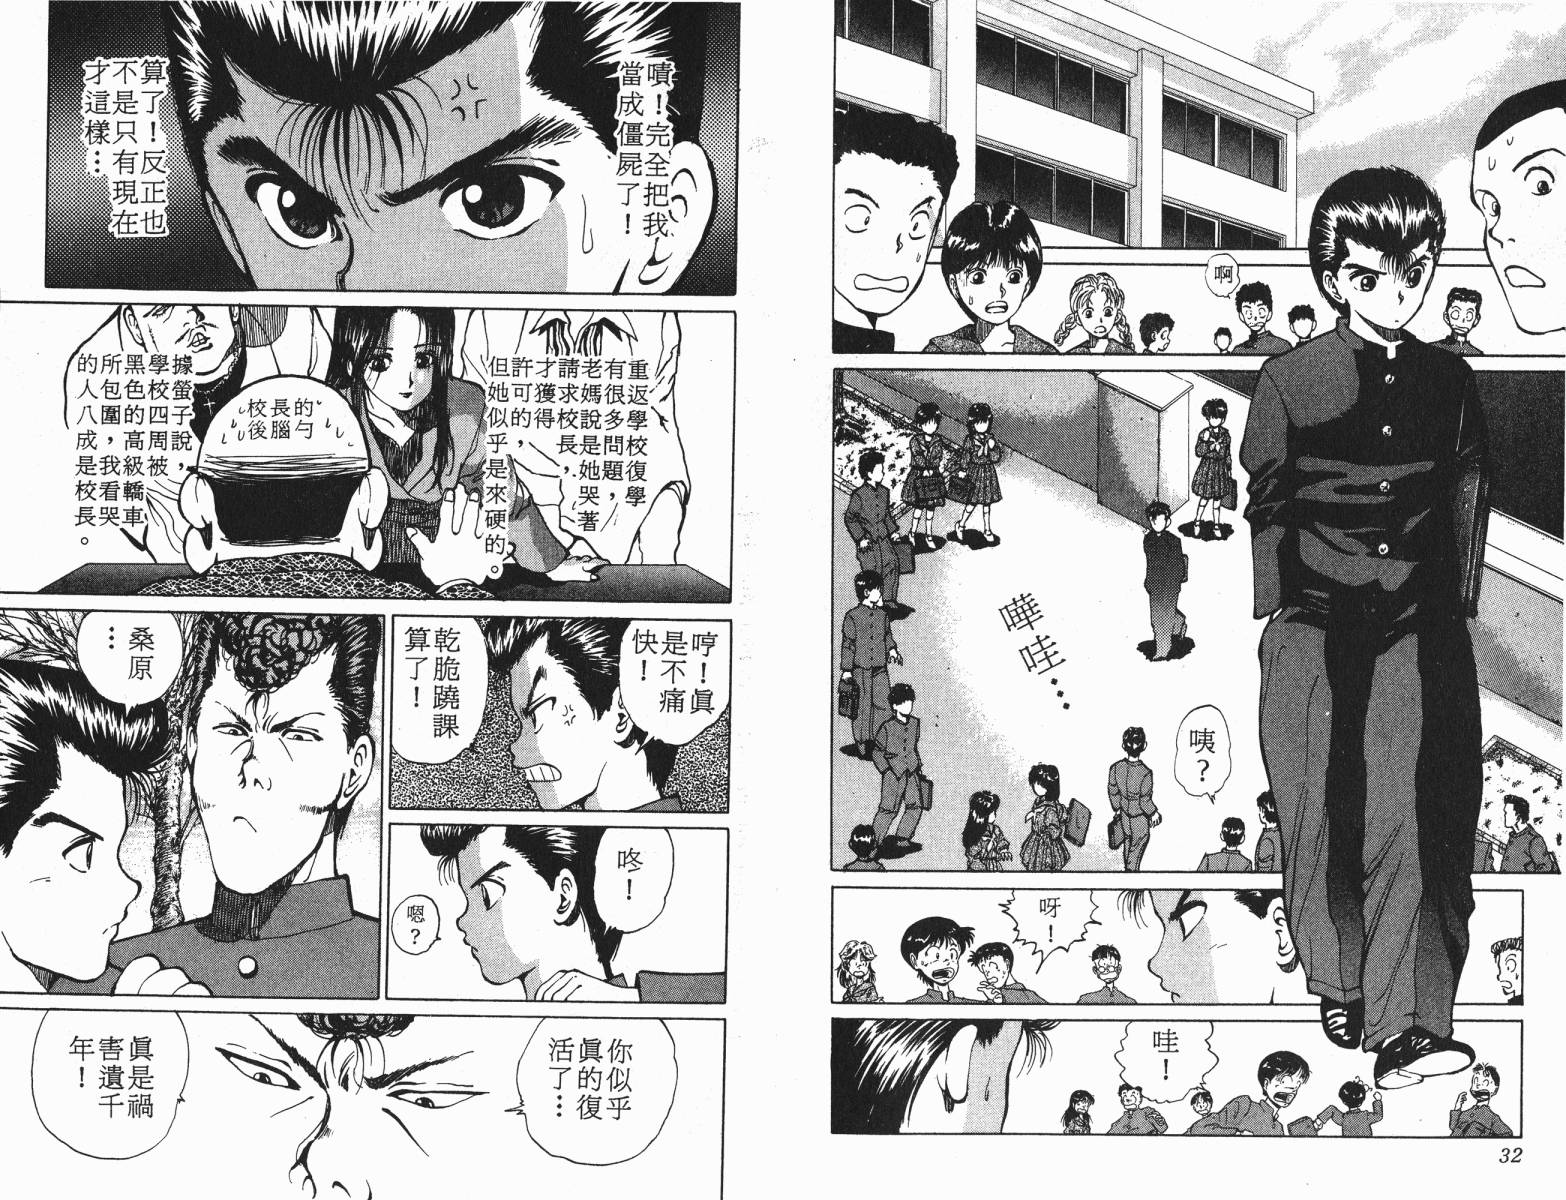 啊
嘩
哇…
咦?
呀!
哇!
32
嘖!完全把我
當成僵屍了!
算了!反正也
不是只有現在
才這樣…
重返學校復學
有很多問題,
老媽說是她哭著
請求校長,
才獲得
許可的,
但她似乎是來硬的。
校長的
後腦勺
據螢子說,
學校四周被
黑色的高級轎車
所包圍,我看哭
的人八成是校長。
哼!眞
是不痛
快!
乾脆蹺課
算了!
咚!
嗯?
桑原
…
你似乎
眞的復
活了…
眞是禍
害遺千
年!